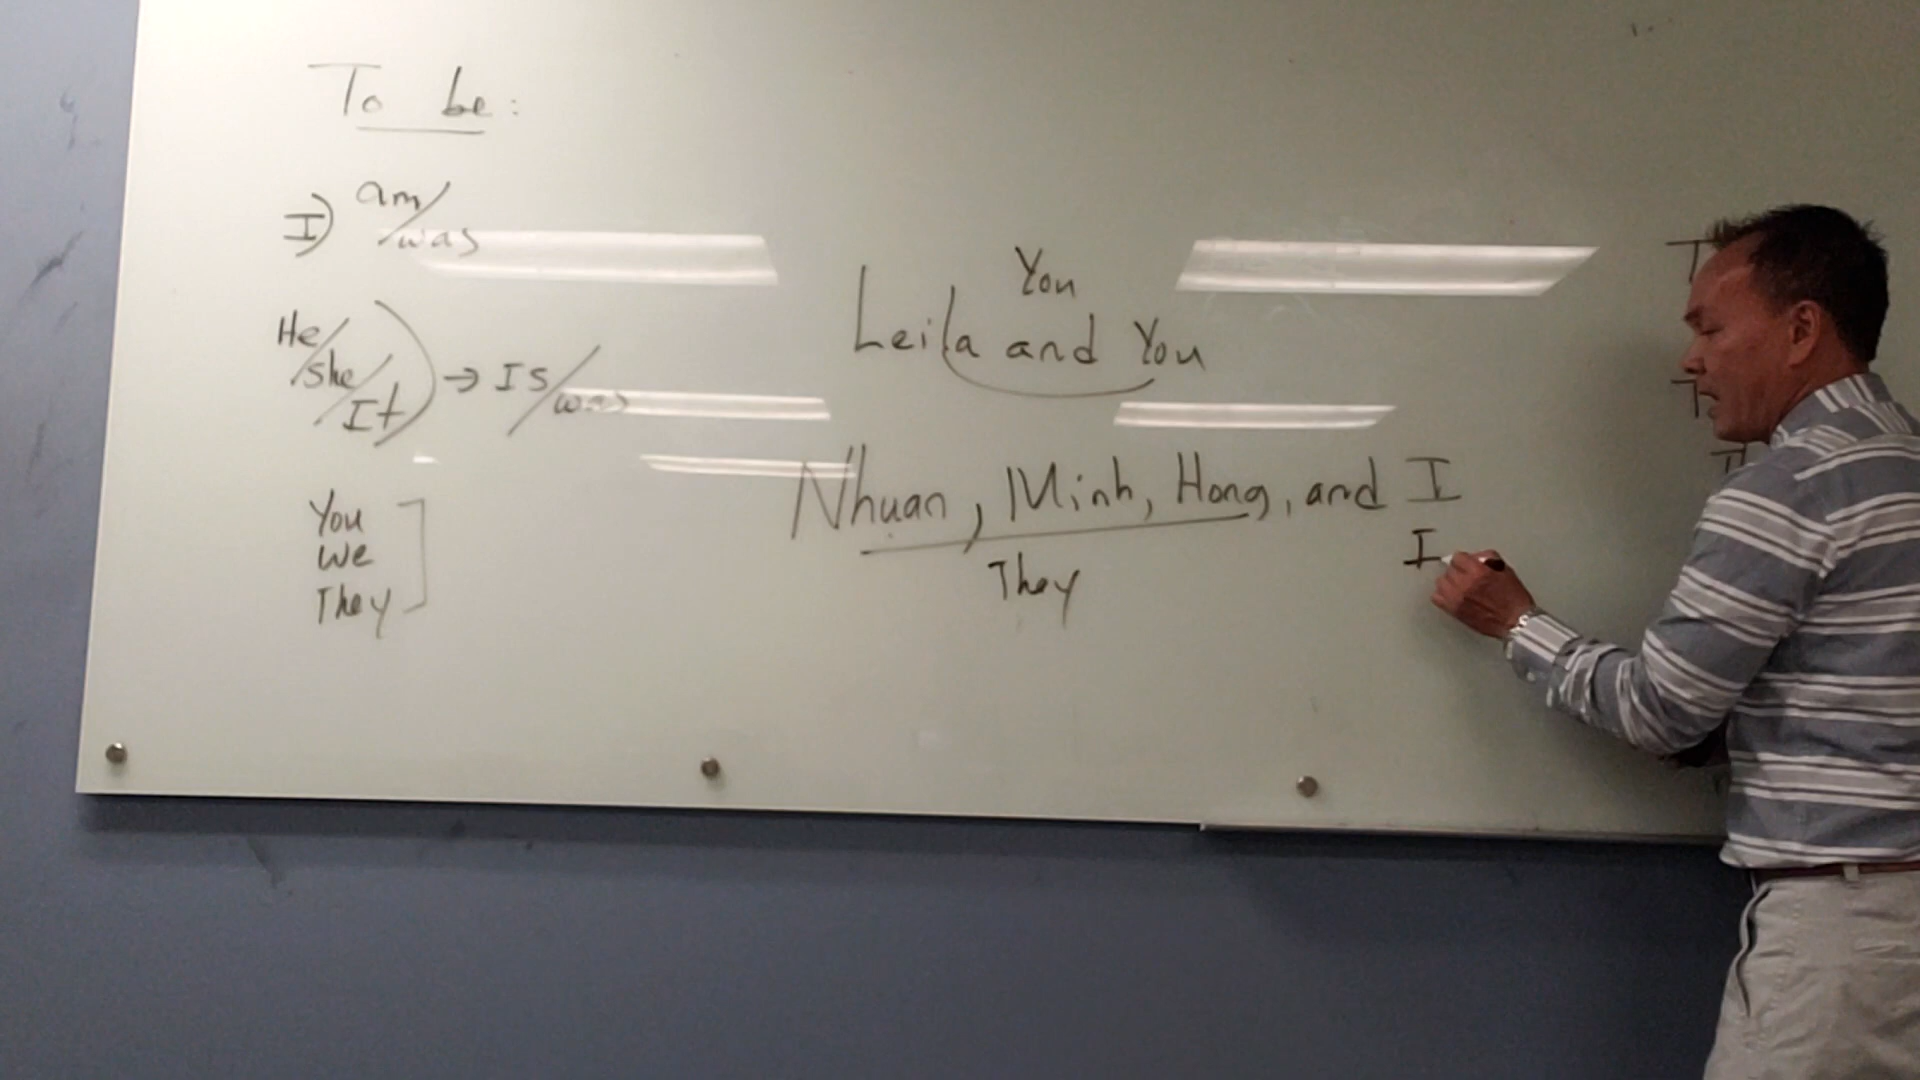 To be:
I) am/was
He/she/It) → Is/was
You
We
They
You
Leila and You
Nhuan, Minh, Hong, and I
They
I